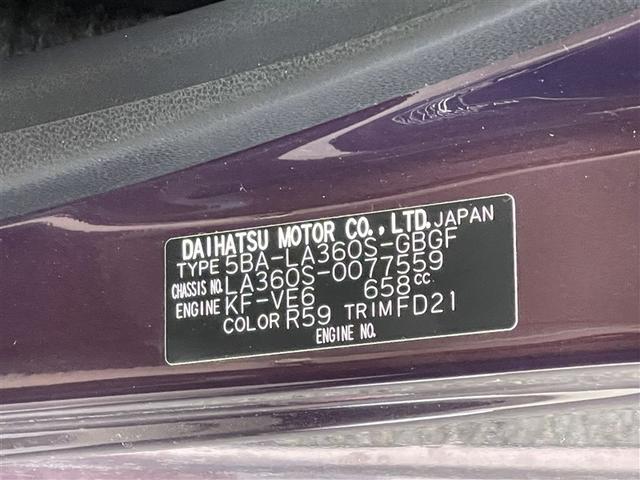 DAIHATSU MOTOR CO., LTD. JAPAN
TYPE 5BA-LA360S-GBGF
CHASSIS NO. LA360S-0077559
ENGINE KF-VE6 658cc
COLOR R59 TRIM FD21
ENGINE NO.